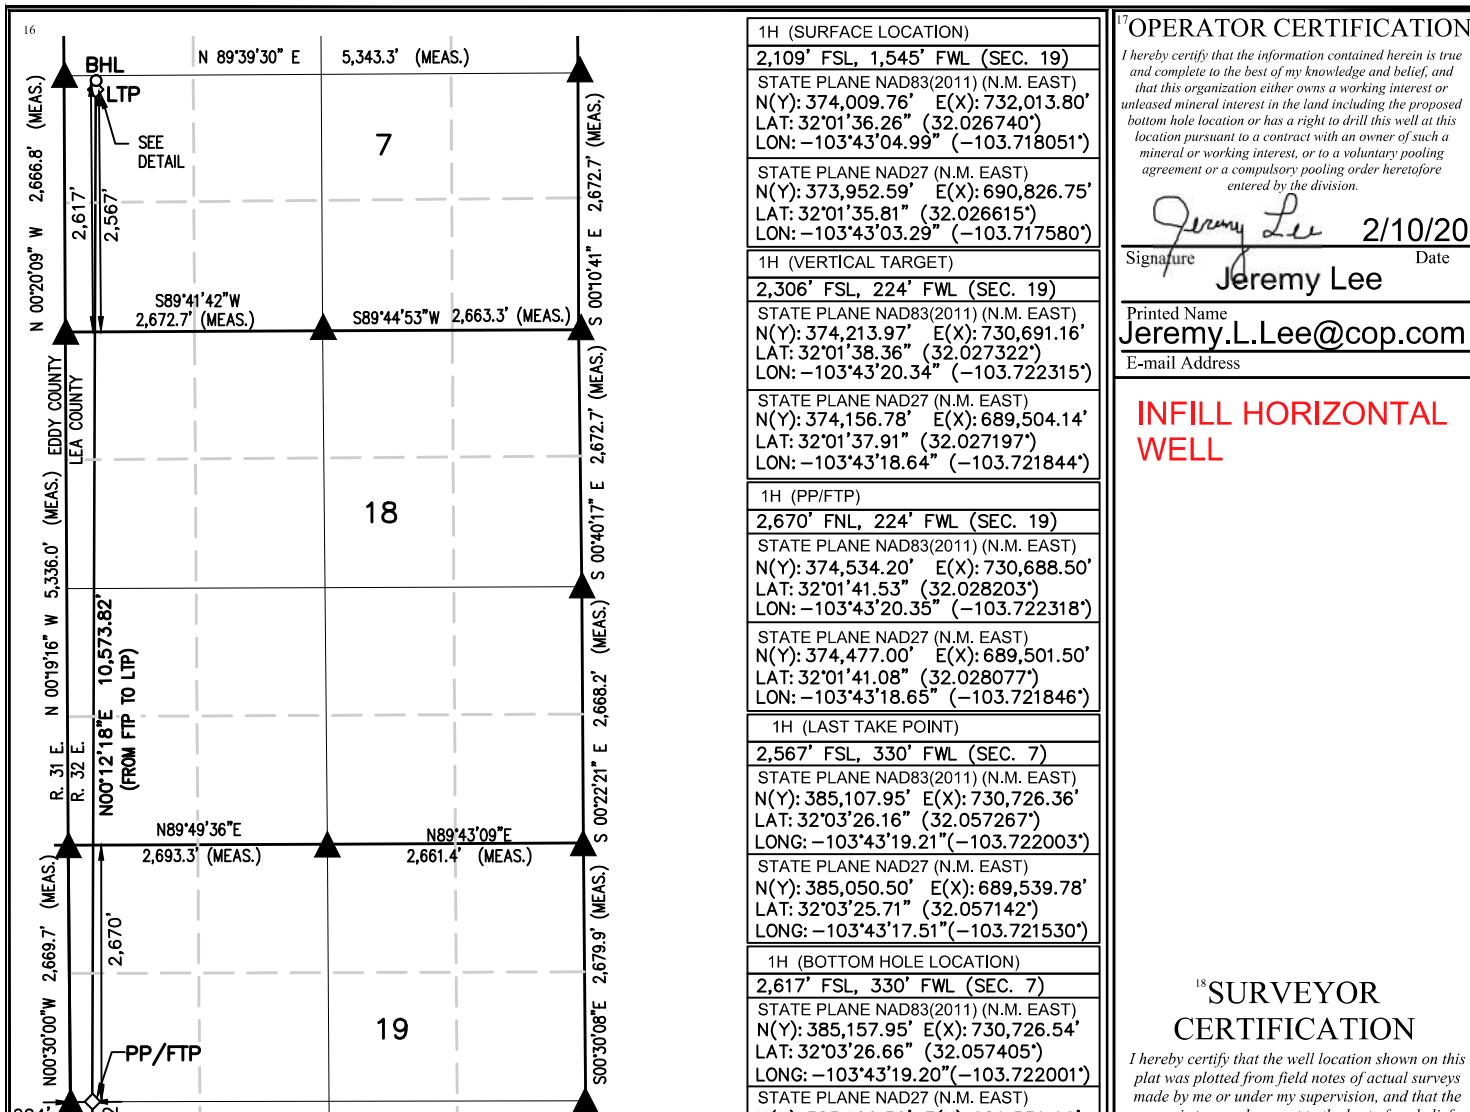 16
N 89°39'30" E 5,343.3' (MEAS.)
BHL
LTP
SEE
DETAIL
7
N 00°20'09" W 2,666.8' (MEAS.)
2,617'
2,567'
S 00°10'41" E 2,672.7' (MEAS.)
S89°41'42"W
2,672.7' (MEAS.)
S89°44'53"W 2,663.3' (MEAS.)
EDDY COUNTY
LEA COUNTY
18
N 00°19'16" W 5,336.0' (MEAS.)
S 00°40'17" E 2,672.7' (MEAS.)
R. 31 E.
R. 32 E.
N00°12'18"E 10,573.82'
(FROM FTP TO LTP)
S 00°22'21" E 2,668.2' (MEAS.)
N89°49'36"E
2,693.3' (MEAS.)
N89°43'09"E
2,661.4' (MEAS.)
N00°30'00"W 2,669.7' (MEAS.)
2,670'
19
S00°30'08"E 2,679.9' (MEAS.)
PP/FTP
1H (SURFACE LOCATION)
2,109' FSL, 1,545' FWL (SEC. 19)
STATE PLANE NAD83(2011) (N.M. EAST)
N(Y): 374,009.76' E(X): 732,013.80'
LAT: 32°01'36.26" (32.026740°)
LON: -103°43'04.99" (-103.718051°)
STATE PLANE NAD27 (N.M. EAST)
N(Y): 373,952.59' E(X): 690,826.75'
LAT: 32°01'35.81" (32.026615°)
LON: -103°43'03.29" (-103.717580°)
1H (VERTICAL TARGET)
2,306' FSL, 224' FWL (SEC. 19)
STATE PLANE NAD83(2011) (N.M. EAST)
N(Y): 374,213.97' E(X): 730,691.16'
LAT: 32°01'38.36" (32.027322°)
LON: -103°43'20.34" (-103.722315°)
STATE PLANE NAD27 (N.M. EAST)
N(Y): 374,156.78' E(X): 689,504.14'
LAT: 32°01'37.91" (32.027197°)
LON: -103°43'18.64" (-103.721844°)
1H (PP/FTP)
2,670' FNL, 224' FWL (SEC. 19)
STATE PLANE NAD83(2011) (N.M. EAST)
N(Y): 374,534.20' E(X): 730,688.50'
LAT: 32°01'41.53" (32.028203°)
LON: -103°43'20.35" (-103.722318°)
STATE PLANE NAD27 (N.M. EAST)
N(Y): 374,477.00' E(X): 689,501.50'
LAT: 32°01'41.08" (32.028077°)
LON: -103°43'18.65" (-103.721846°)
1H (LAST TAKE POINT)
2,567' FSL, 330' FWL (SEC. 7)
STATE PLANE NAD83(2011) (N.M. EAST)
N(Y): 385,107.95' E(X): 730,726.36'
LAT: 32°03'26.16" (32.057267°)
LONG: -103°43'19.21"(-103.722003°)
STATE PLANE NAD27 (N.M. EAST)
N(Y): 385,050.50' E(X): 689,539.78'
LAT: 32°03'25.71" (32.057142°)
LONG: -103°43'17.51"(-103.721530°)
1H (BOTTOM HOLE LOCATION)
2,617' FSL, 330' FWL (SEC. 7)
STATE PLANE NAD83(2011) (N.M. EAST)
N(Y): 385,157.95' E(X): 730,726.54'
LAT: 32°03'26.66" (32.057405°)
LONG: -103°43'19.20"(-103.722001°)
STATE PLANE NAD27 (N.M. EAST)
17 OPERATOR CERTIFICATION
I hereby certify that the information contained herein is true
and complete to the best of my knowledge and belief, and
that this organization either owns a working interest or
unleased mineral interest in the land including the proposed
bottom hole location or has a right to drill this well at this
location pursuant to a contract with an owner of such a
mineral or working interest, or to a voluntary pooling
agreement or a compulsory pooling order heretofore
entered by the division.
Jeremy Lee 2/10/20
Signature Date
Jeremy Lee
Printed Name
Jeremy.L.Lee@cop.com
E-mail Address
INFILL HORIZONTAL
WELL
18 SURVEYOR
CERTIFICATION
I hereby certify that the well location shown on this
plat was plotted from field notes of actual surveys
made by me or under my supervision, and that the